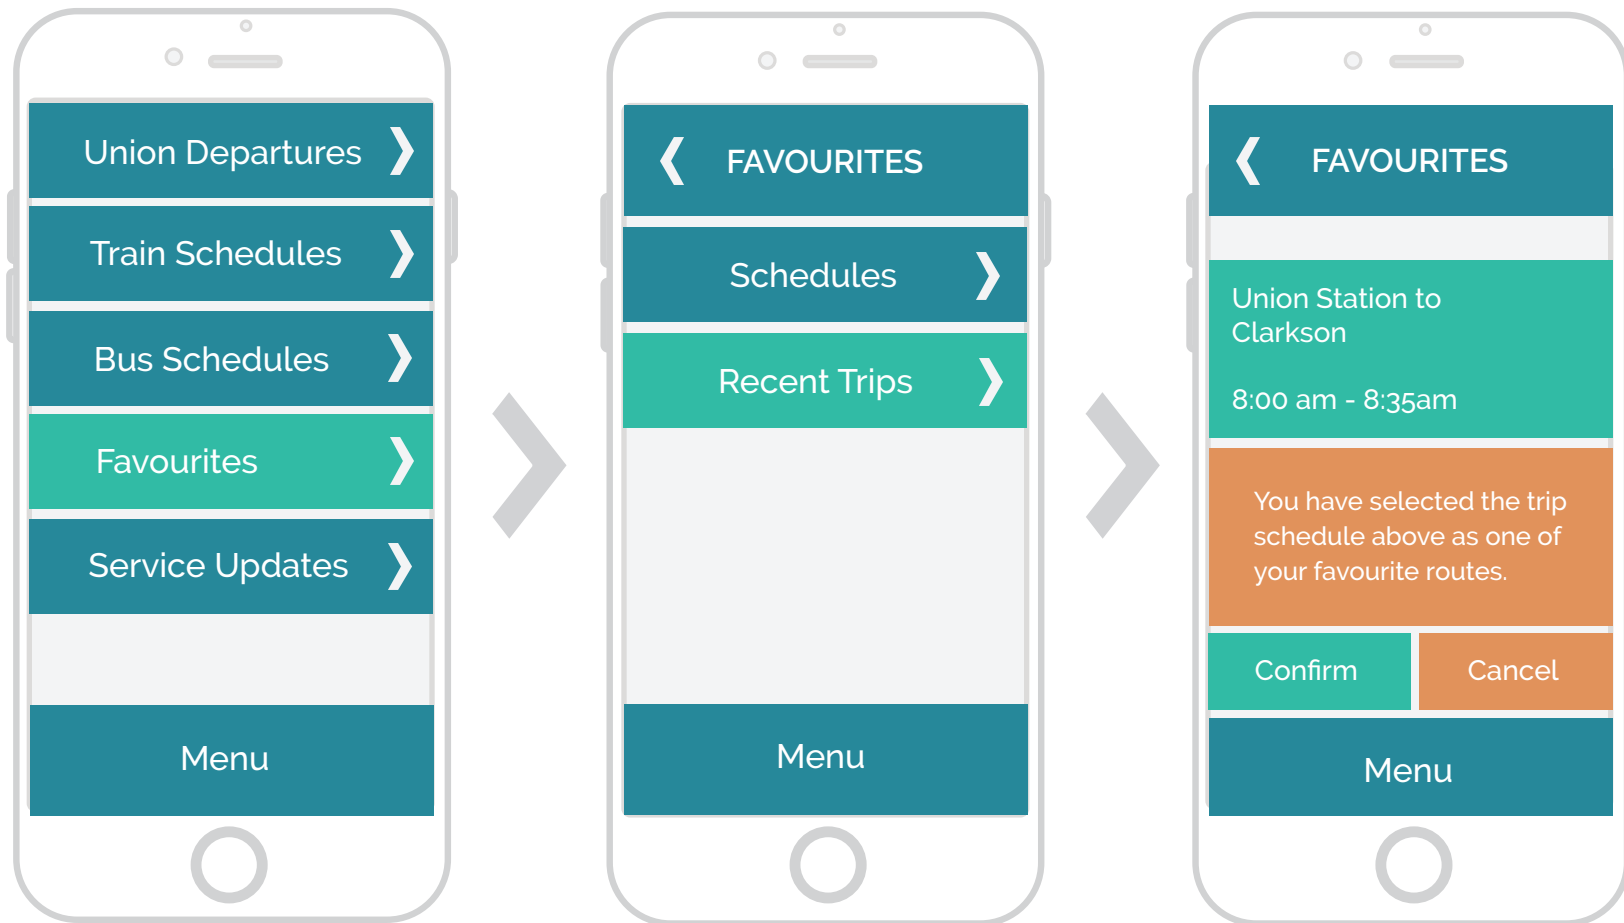 Union Departures
Train Schedules
Bus Schedules
Favourites
Service Updates
Menu
FAVOURITES
Schedules
Recent Trips
Menu
FAVOURITES
Union Station to
Clarkson
8:00 am - 8:35am
You have selected the trip
schedule above as one of
your favourite routes.
Confirm
Cancel
Menu